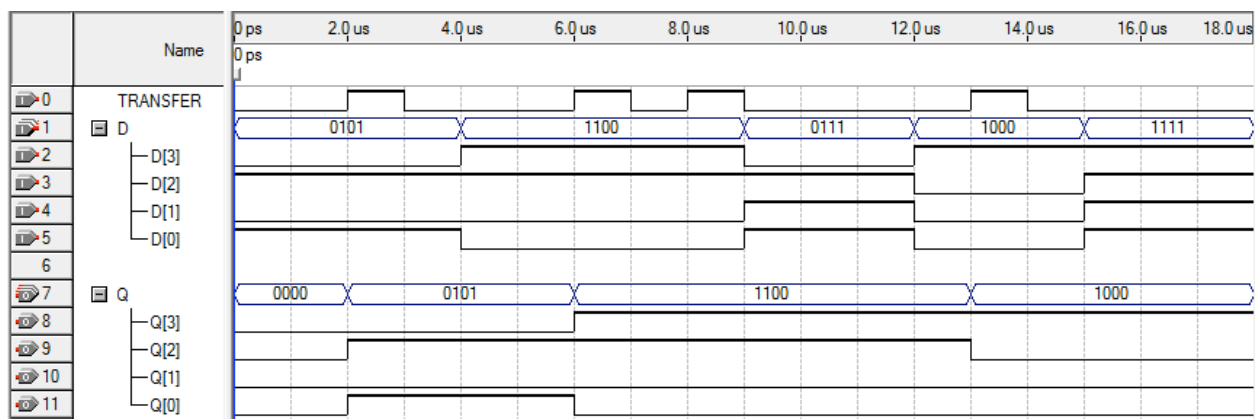 Name
0 ps 2.0 us 4.0 us 6.0 us 8.0 us 10.0 us 12.0 us 14.0 us 16.0 us 18.0 us
0 ps
0 TRANSFER
1 D 0101 1100 0111 1000 1111
2 D[3]
3 D[2]
4 D[1]
5 D[0]
6
7 Q 0000 0101 1100 1000
8 Q[3]
9 Q[2]
10 Q[1]
11 Q[0]